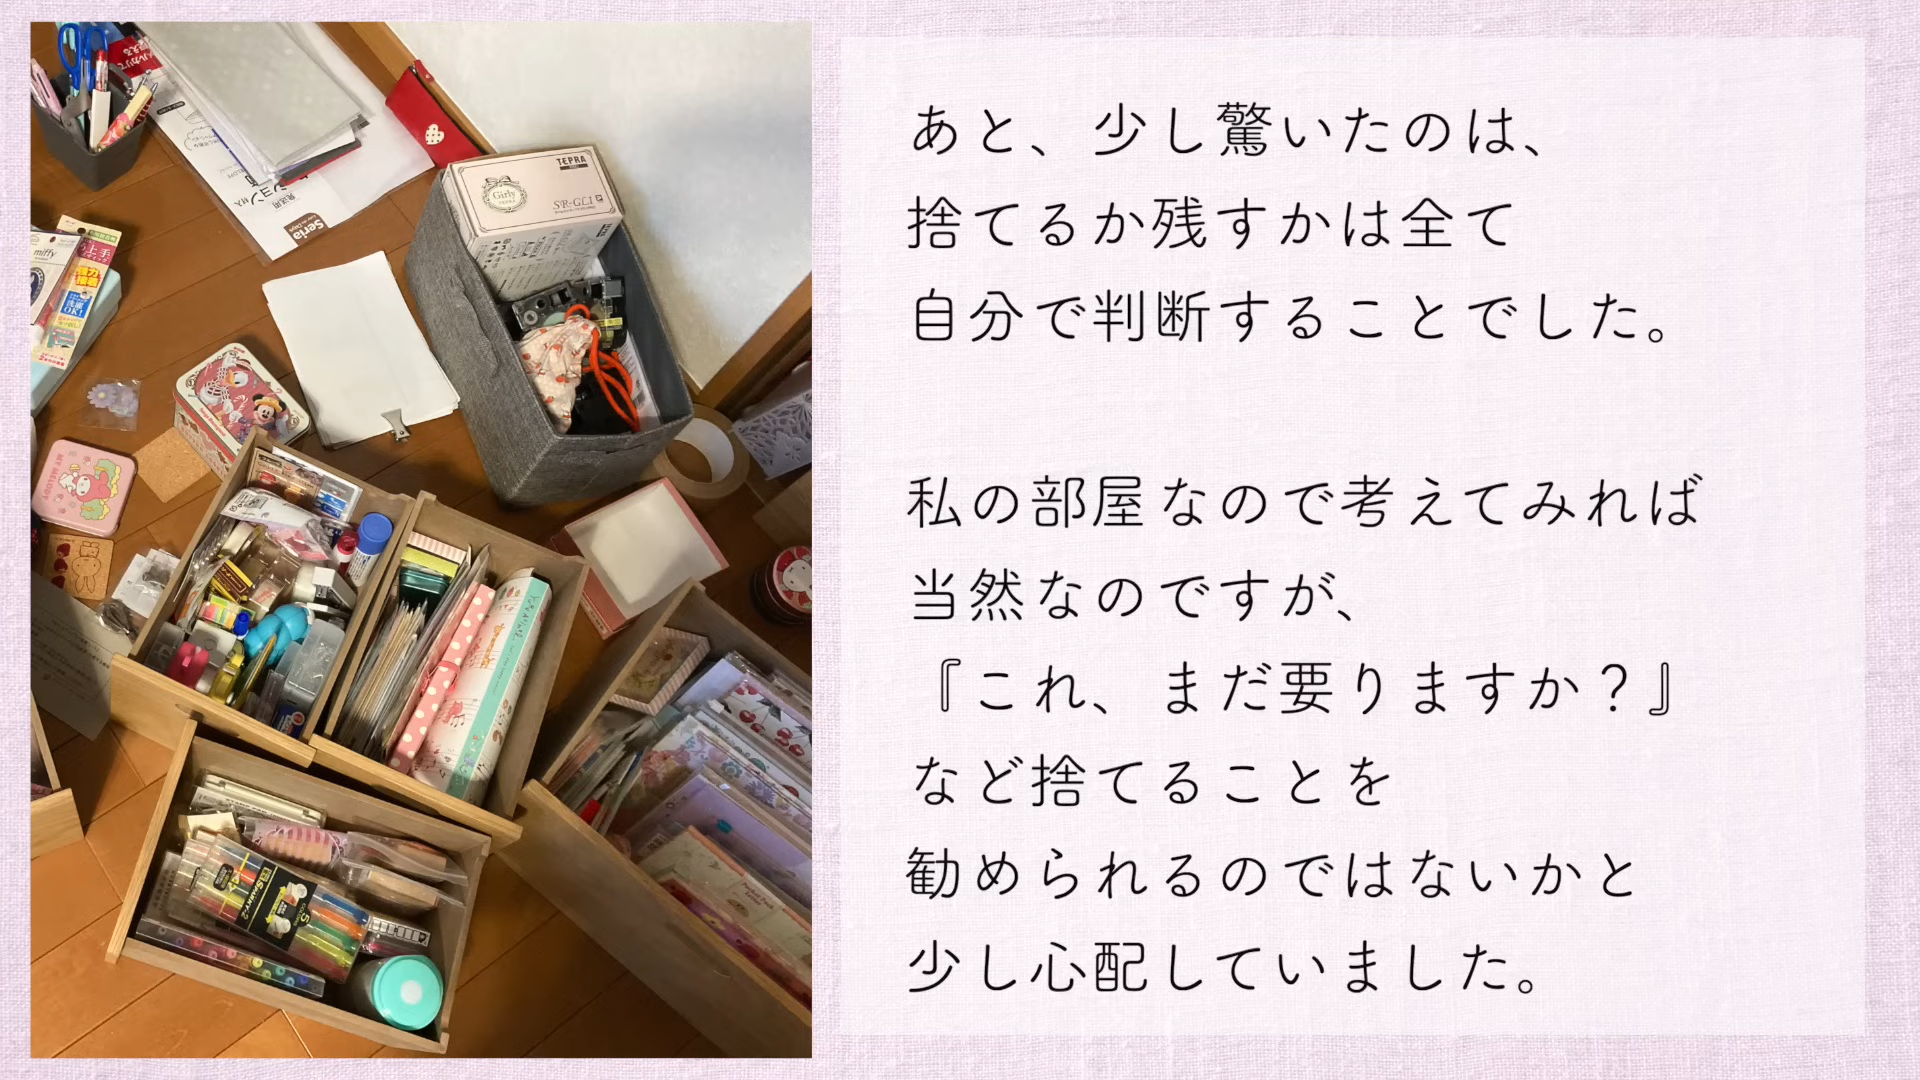 あと、少し驚いたのは、
捨てるか残すかは全て
自分で判断することでした。
私の部屋なので考えてみれば
当然なのですが、
『これ、まだ要りますか？』
など捨てることを
勧められるのではないかと
少し心配していました。
TEPRA
Girly
SR-GL1
Seria
miffy
MY MELODY